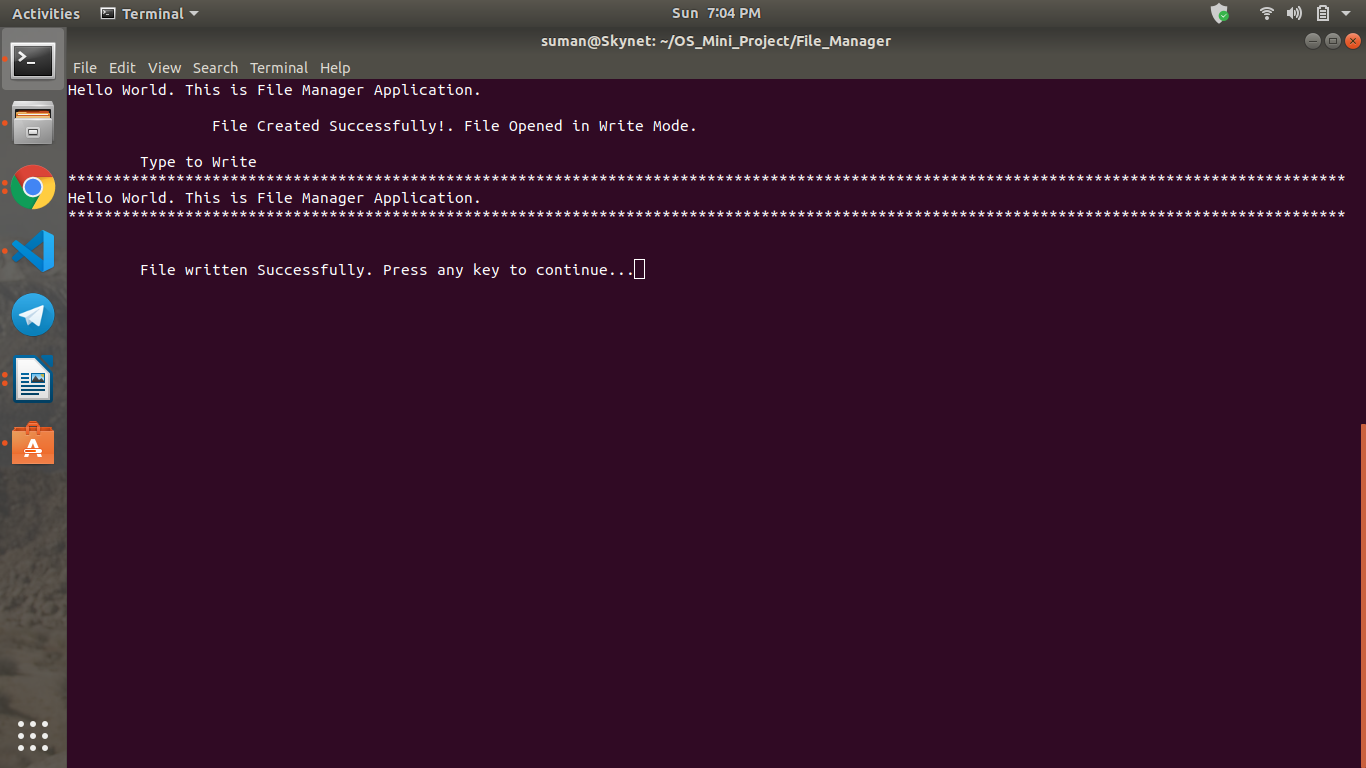 Activities Terminal Sun 7:04 PM
suman@Skynet: ~/OS_Mini_Project/File_Manager
File Edit View Search Terminal Help
Hello World. This is File Manager Application.
File Created Successfully!. File Opened in Write Mode.
Type to Write
**********************************************************************************************************************************************
Hello World. This is File Manager Application.
**********************************************************************************************************************************************
File written Successfully. Press any key to continue...